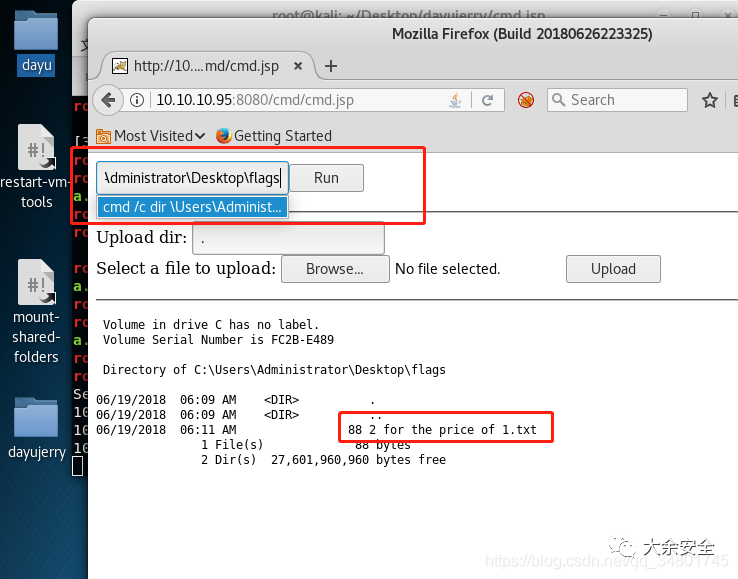 root@kali: ~/Desktop/dayujerry/cmd.jsp
Mozilla Firefox (Build 20180626223325)
dayu
http://10....md/cmd.jsp
10.10.10.95:8080/cmd/cmd.jsp
Search
Most Visited
Getting Started
restart-vm-
tools
Administrator\Desktop\flags
Run
cmd /c dir \Users\Administ...
Upload dir: .
Select a file to upload: Browse... No file selected. Upload
mount-
shared-
folders
Volume in drive C has no label.
Volume Serial Number is FC2B-E489
Directory of C:\Users\Administrator\Desktop\flags
06/19/2018  06:09 AM    <DIR>          .
06/19/2018  06:09 AM    <DIR>          ..
06/19/2018  06:11 AM                88 2 for the price of 1.txt
1 File(s)             88 bytes
2 Dir(s)  27,601,960,960 bytes free
dayujerry
大余安全
https://blog.csdn.net/qq_34801745